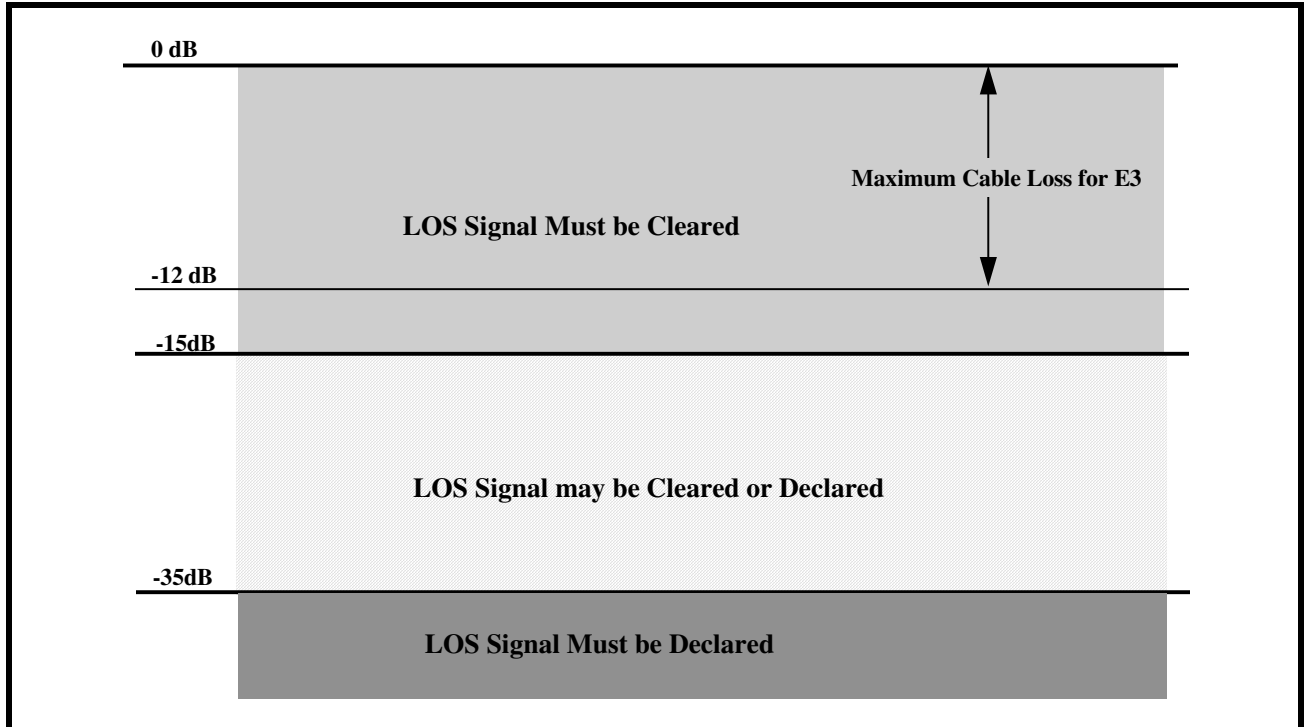 0 dB
Maximum Cable Loss for E3
LOS Signal Must be Cleared
-12 dB
-15dB
LOS Signal may be Cleared or Declared
-35dB
LOS Signal Must be Declared